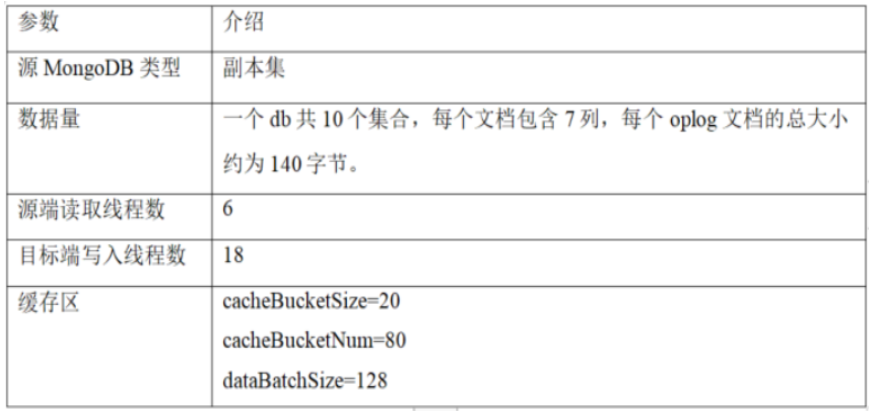 参数 介绍
源 MongoDB 类型 副本集
数据量 一个 db 共 10 个集合，每个文档包含 7 列，每个 oplog 文档的总大小
约为 140 字节。
源端读取线程数 6
目标端写入线程数 18
缓存区 cacheBucketSize=20
cacheBucketNum=80
dataBatchSize=128